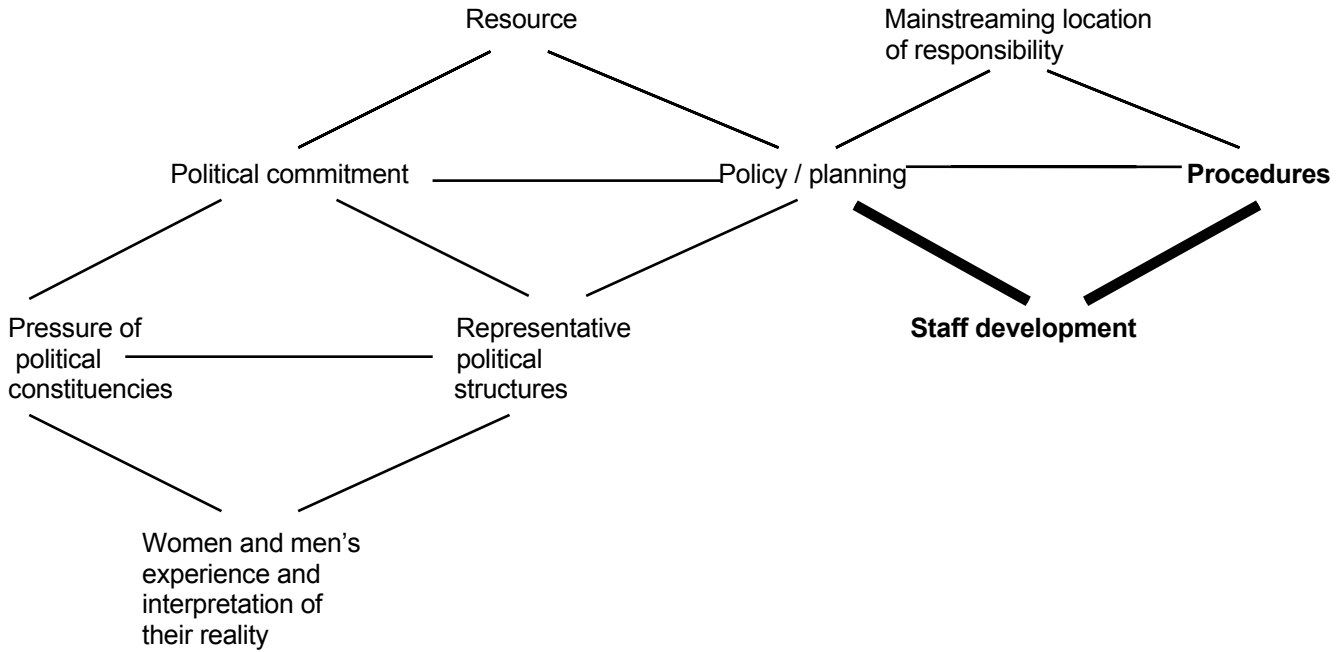 Resource
Mainstreaming location
of responsibility
Political commitment
Policy / planning
Procedures
Pressure of
political
constituencies
Representative
political
structures
Staff development
Women and men’s
experience and
interpretation of
their reality